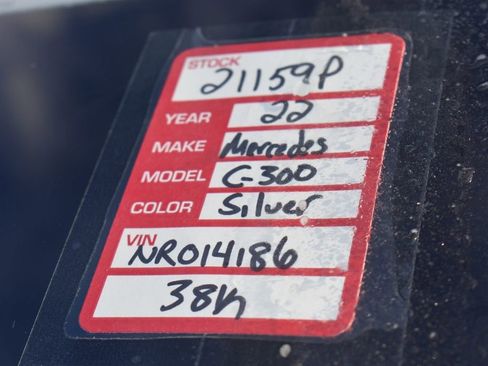 STOCK
21159P
YEAR 22
MAKE Mercedes
MODEL C-300
COLOR Silver
VIN
NR014186
38K